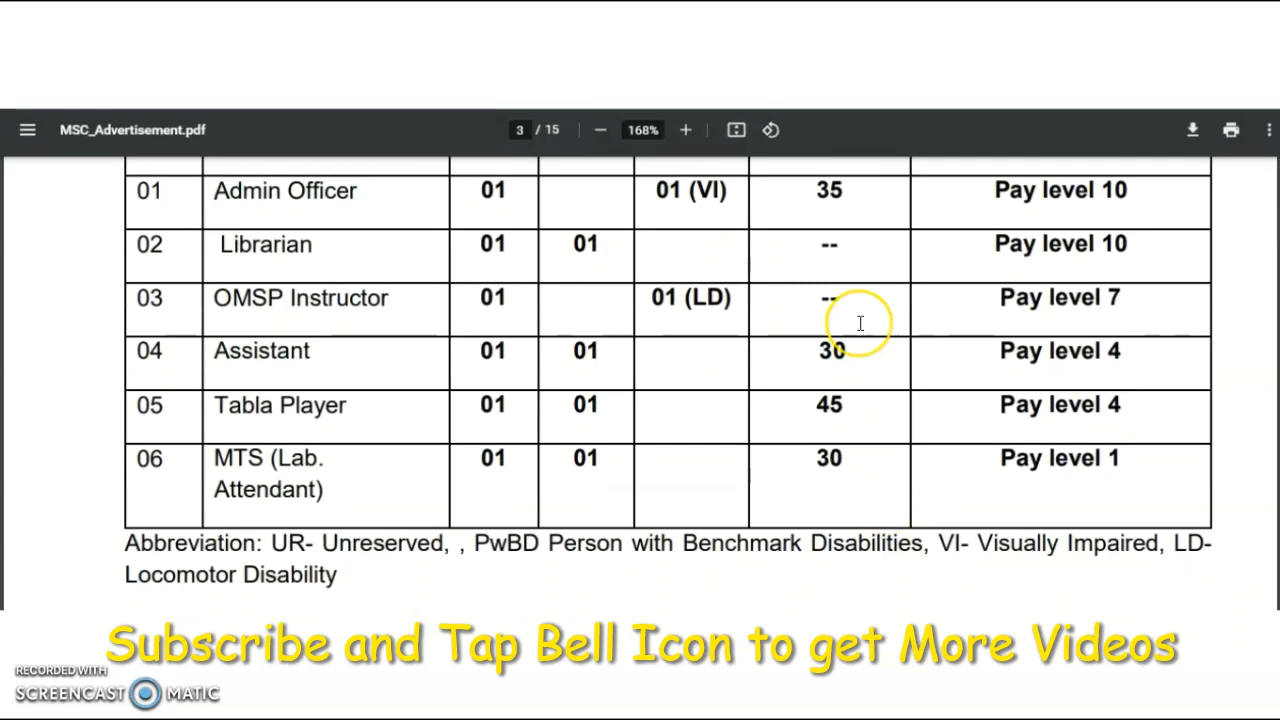 MSC_Advertisement.pdf 3 / 15 168%
01 Admin Officer 01 01 (VI) 35 Pay level 10
02 Librarian 01 01 -- Pay level 10
03 OMSP Instructor 01 01 (LD) -- Pay level 7
04 Assistant 01 01 30 Pay level 4
05 Tabla Player 01 01 45 Pay level 4
06 MTS (Lab. 01 01 30 Pay level 1
Attendant)
Abbreviation: UR- Unreserved, , PwBD Person with Benchmark Disabilities, VI- Visually Impaired, LD-
Locomotor Disability
Subscribe and Tap Bell Icon to get More Videos
RECORDED WITH
SCREENCAST MATIC